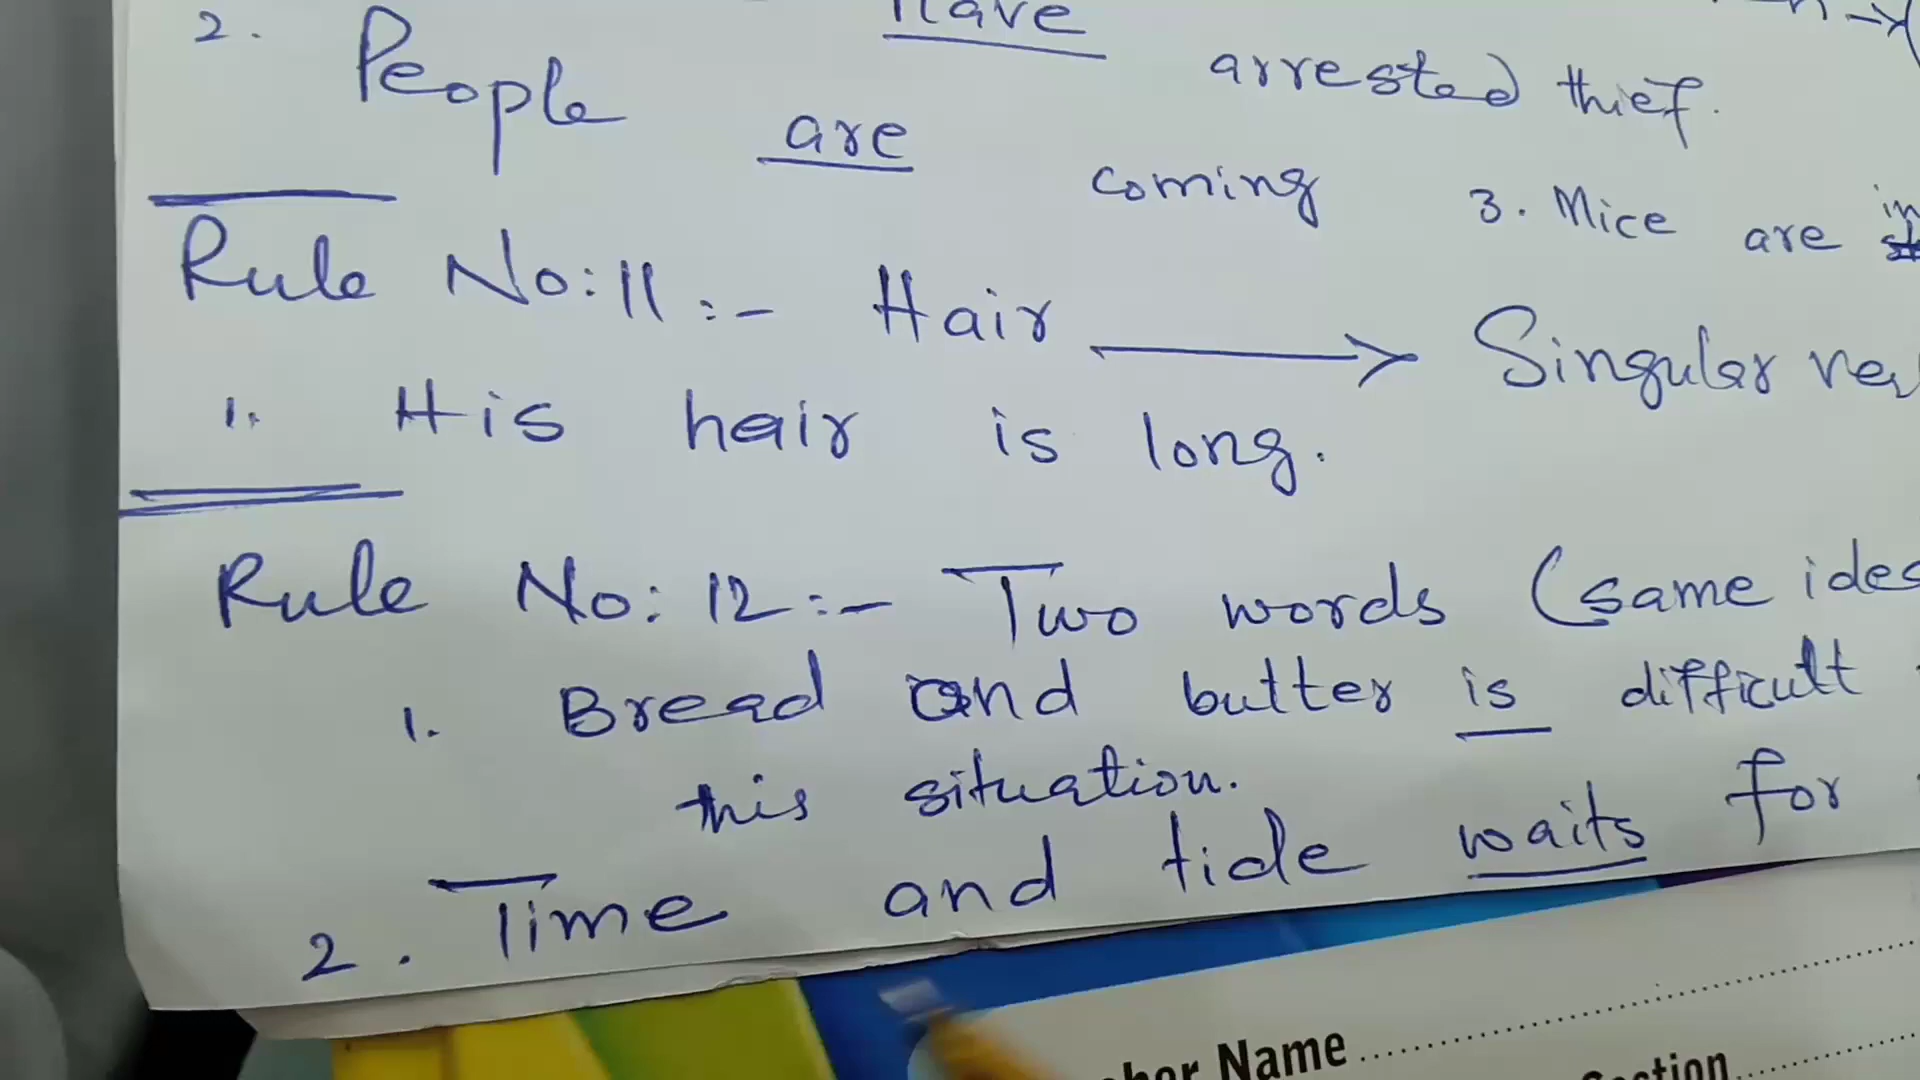 have arrested thief.
2. People are coming 3. Mice are
Rule No:11:- Hair → Singular
1. His hair is long.
Rule No: 12:- Two words (same
1. Bread and butter is difficult
this situation.
2. Time and tide waits for
Name